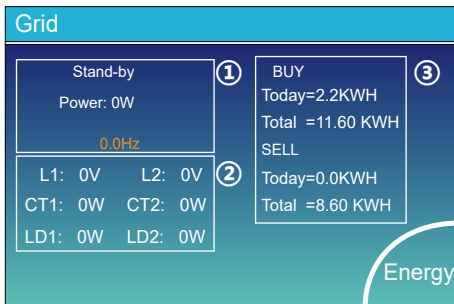 Grid
Stand-by
Power: 0W
0.0Hz
①
L1: 0V L2: 0V
CT1: 0W CT2: 0W
LD1: 0W LD2: 0W
②
BUY
Today=2.2KWH
Total =11.60 KWH
SELL
Today=0.0KWH
Total =8.60 KWH
③
Energy